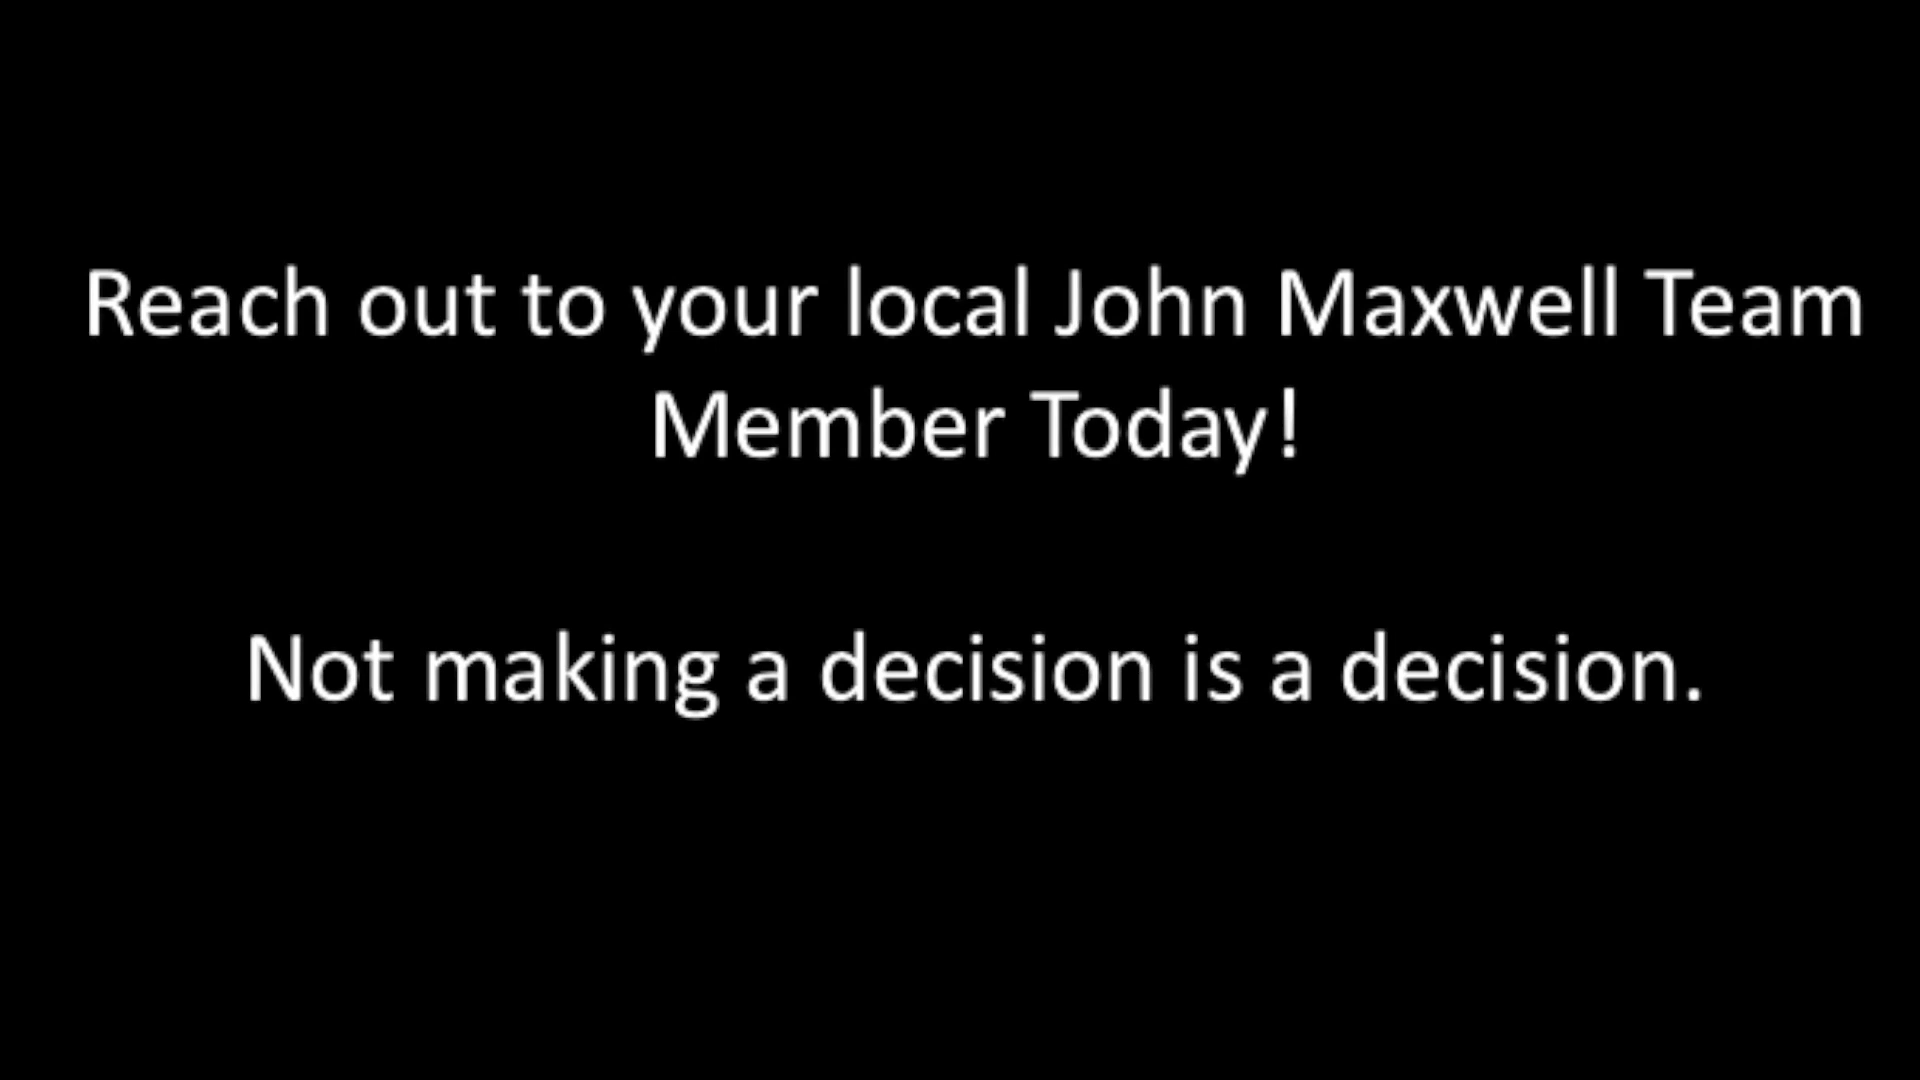 Reach out to your local John Maxwell Team
Member Today!
Not making a decision is a decision.